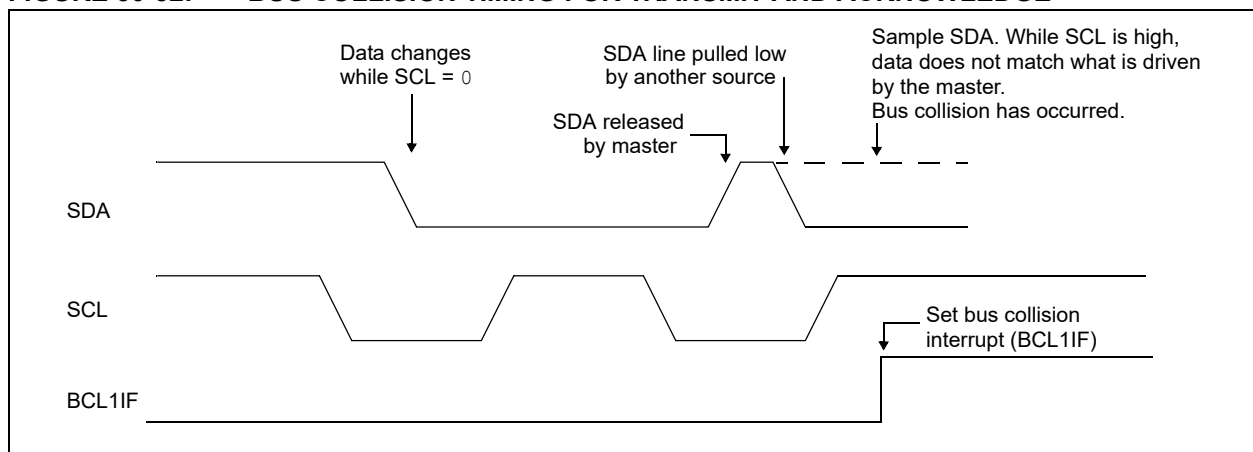 Data changes
while SCL = 0
SDA line pulled low
by another source
Sample SDA. While SCL is high,
data does not match what is driven
by the master.
Bus collision has occurred.
SDA released
by master
SDA
SCL
Set bus collision
interrupt (BCL1IF)
BCL1IF